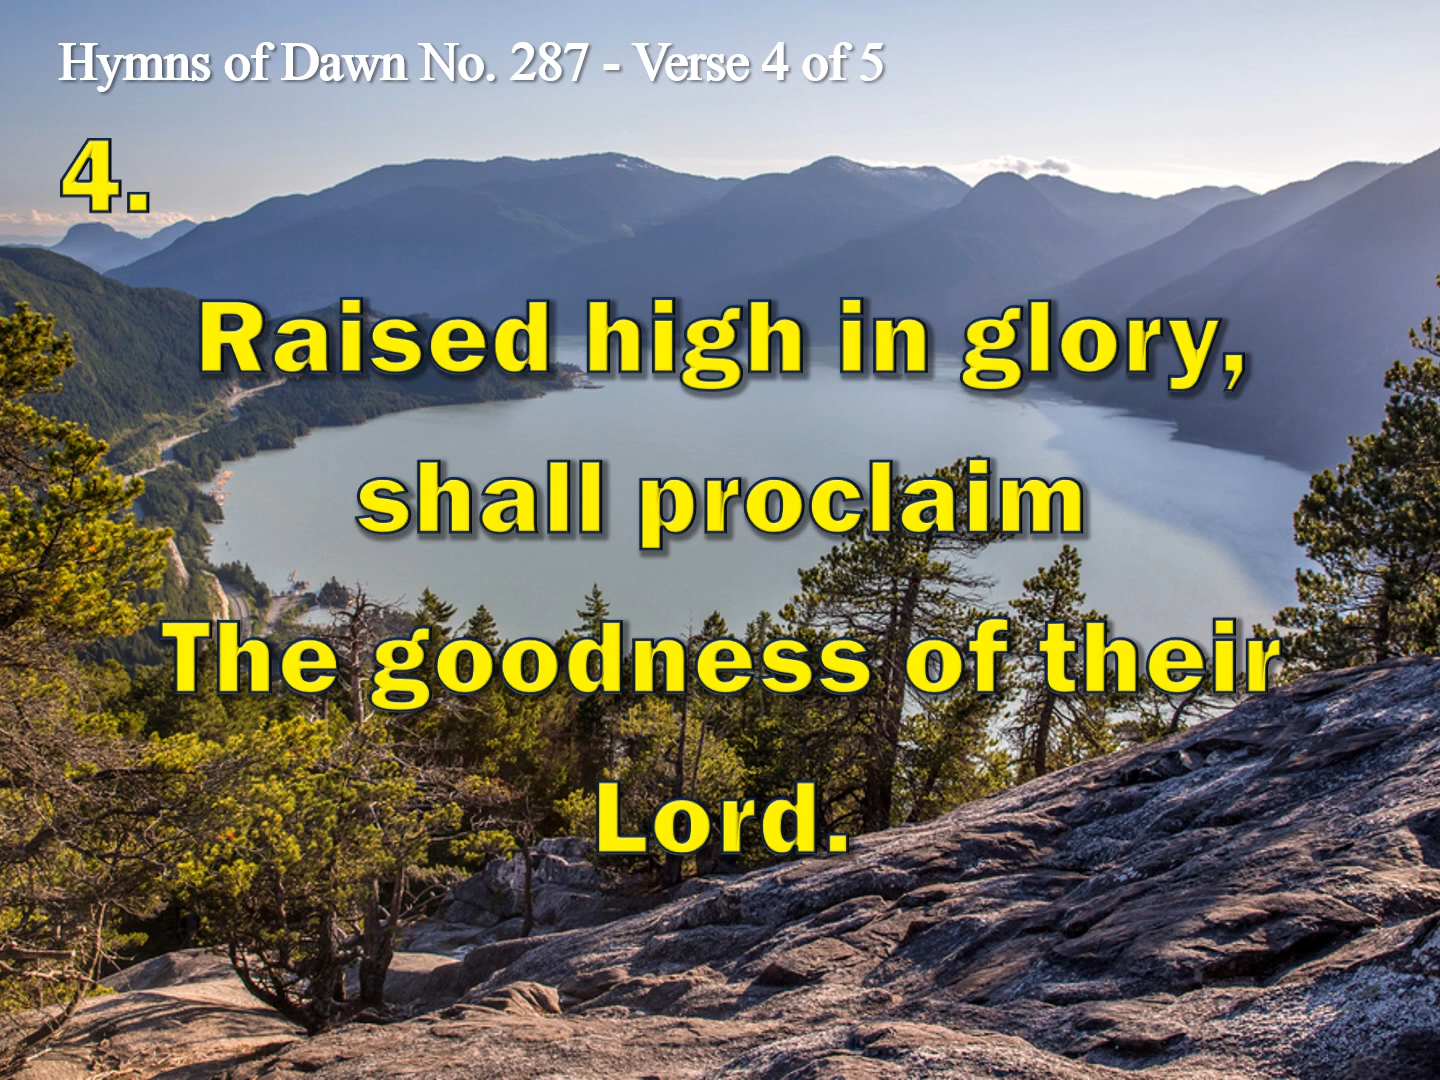 Hymns of Dawn No. 287 - Verse 4 of 5
4.
Raised high in glory,
shall proclaim
The goodness of their
Lord.